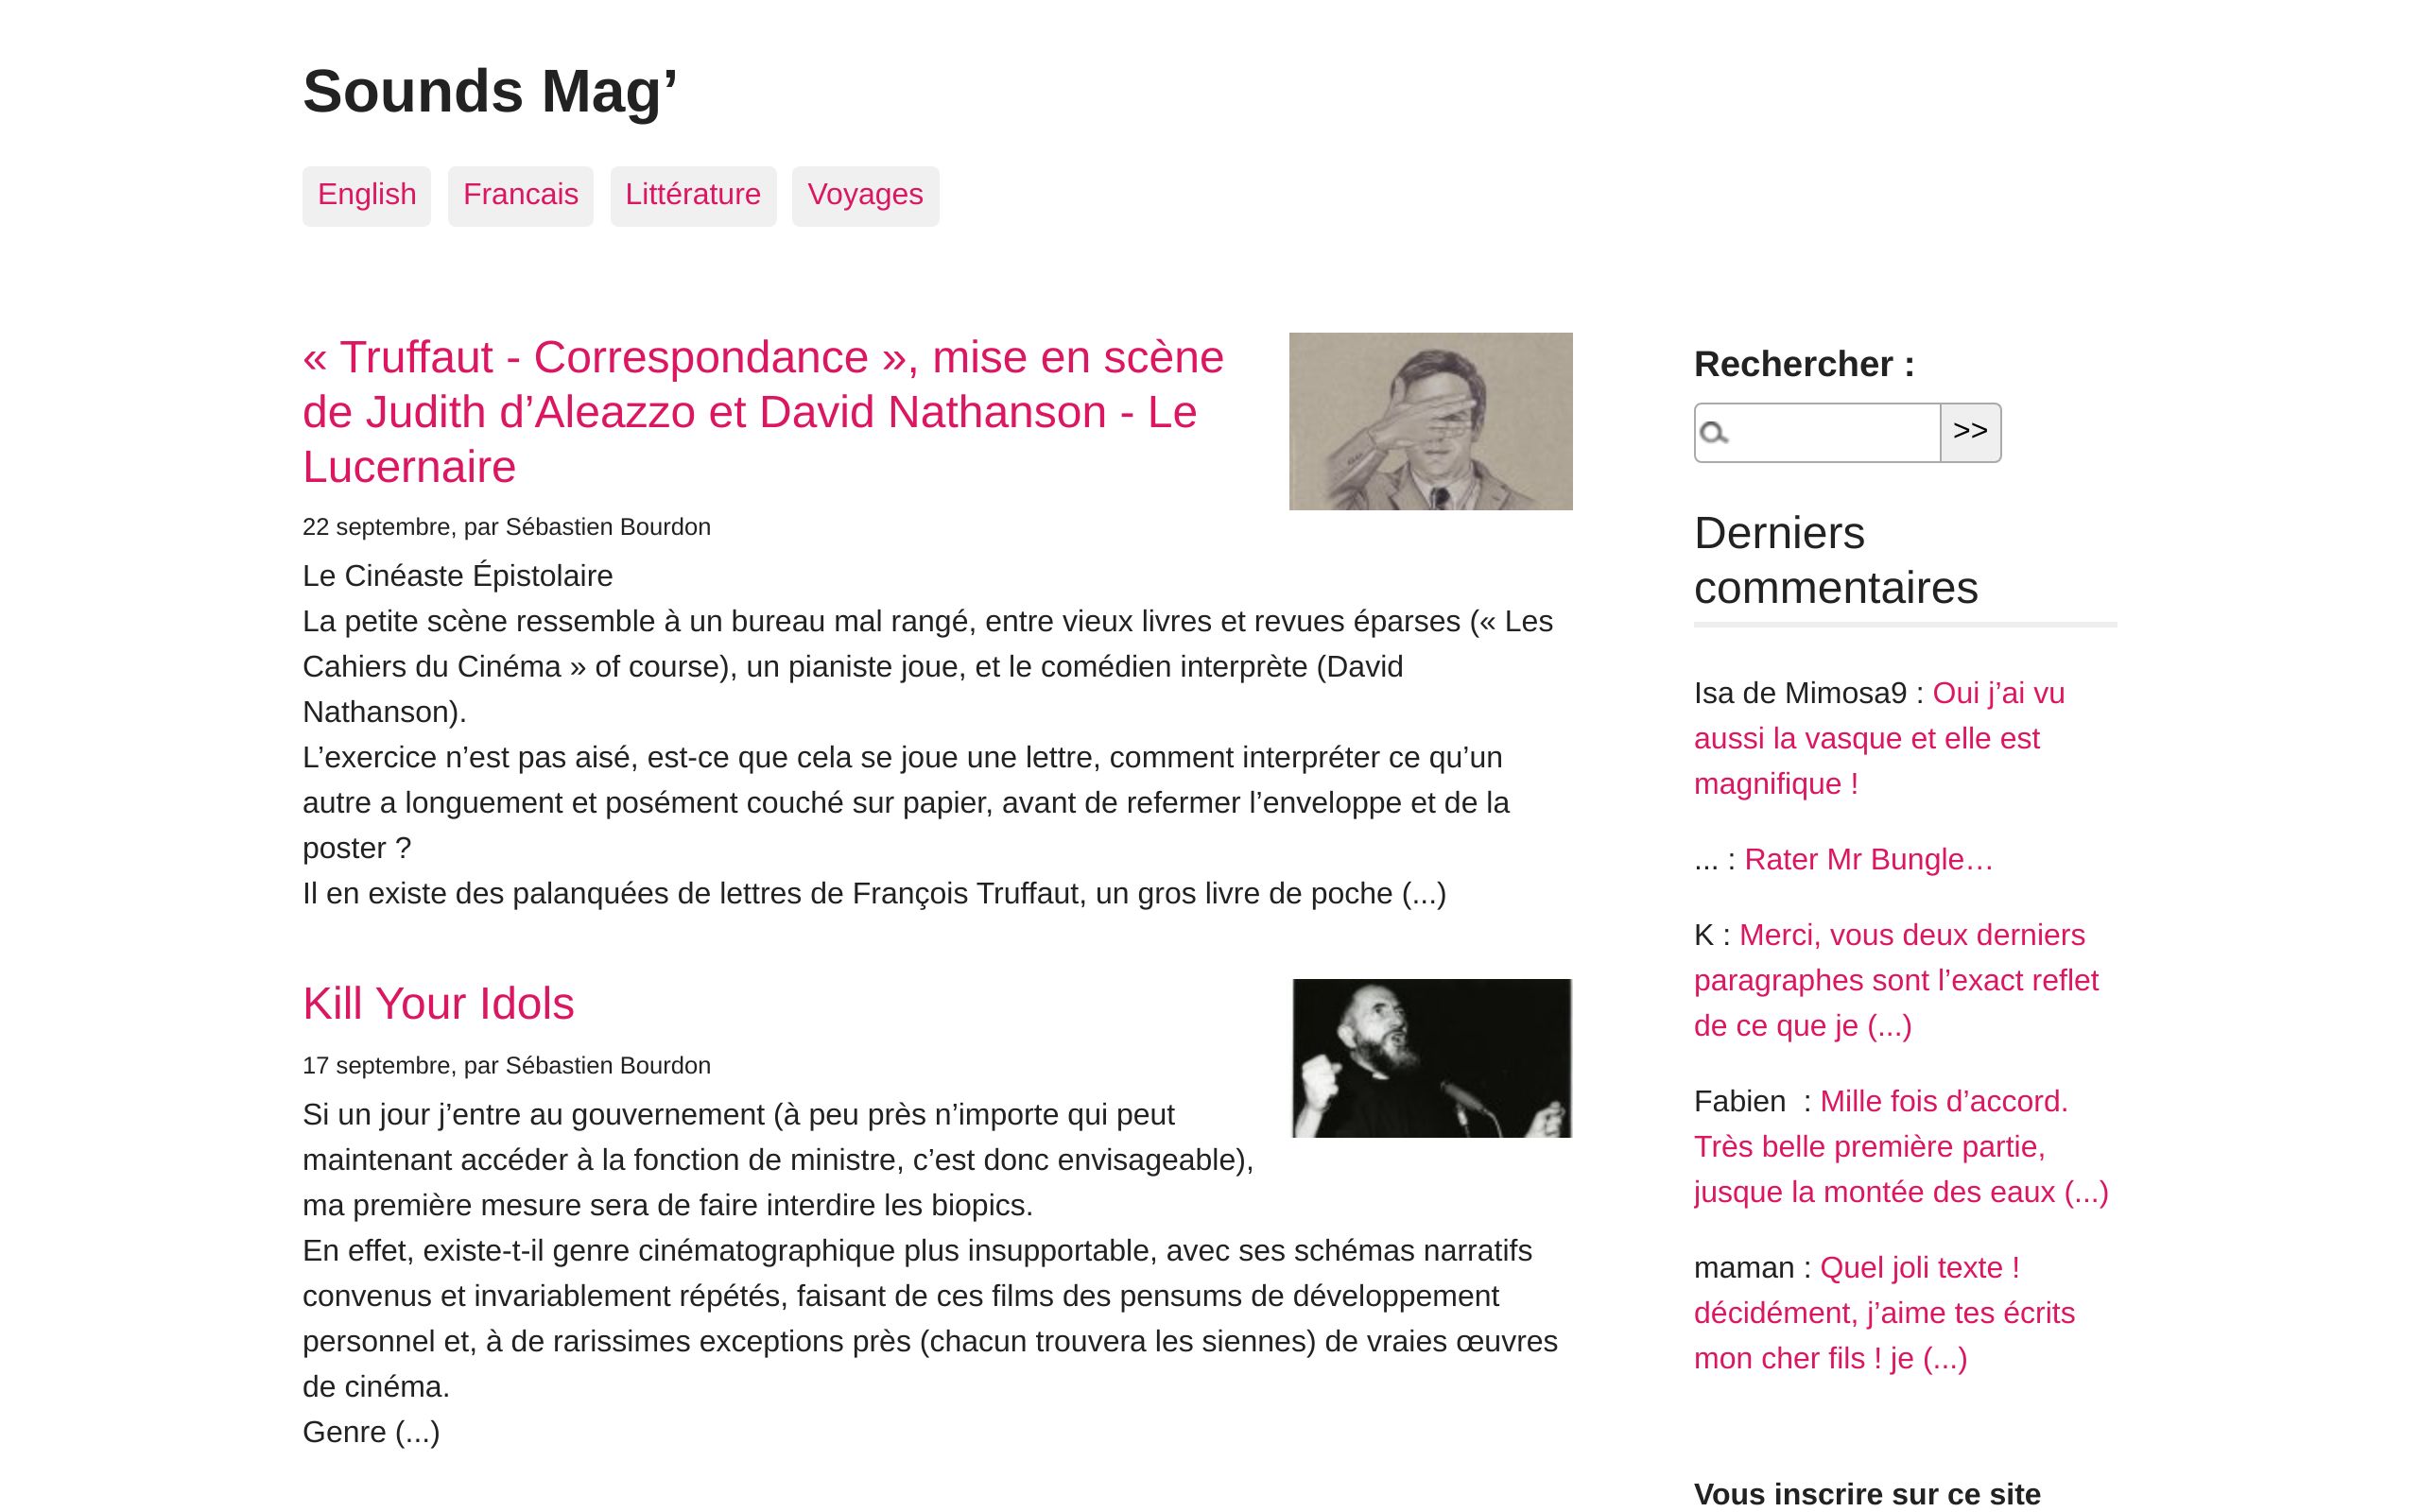 Sounds Mag’
English
Francais
Littérature
Voyages
« Truffaut - Correspondance », mise en scène
de Judith d’Aleazzo et David Nathanson - Le
Lucernaire
22 septembre, par Sébastien Bourdon
Le Cinéaste Épistolaire
La petite scène ressemble à un bureau mal rangé, entre vieux livres et revues éparses (« Les
Cahiers du Cinéma » of course), un pianiste joue, et le comédien interprète (David
Nathanson).
L’exercice n’est pas aisé, est-ce que cela se joue une lettre, comment interpréter ce qu’un
autre a longuement et posément couché sur papier, avant de refermer l’enveloppe et de la
poster ?
Il en existe des palanquées de lettres de François Truffaut, un gros livre de poche (...)
Kill Your Idols
17 septembre, par Sébastien Bourdon
Si un jour j’entre au gouvernement (à peu près n’importe qui peut
maintenant accéder à la fonction de ministre, c’est donc envisageable),
ma première mesure sera de faire interdire les biopics.
En effet, existe-t-il genre cinématographique plus insupportable, avec ses schémas narratifs
convenus et invariablement répétés, faisant de ces films des pensums de développement
personnel et, à de rarissimes exceptions près (chacun trouvera les siennes) de vraies œuvres
de cinéma.
Genre (...)
Rechercher :
>>
Derniers
commentaires
Isa de Mimosa9 : Oui j’ai vu
aussi la vasque et elle est
magnifique !
... : Rater Mr Bungle…
K : Merci, vous deux derniers
paragraphes sont l’exact reflet
de ce que je (...)
Fabien  : Mille fois d’accord.
Très belle première partie,
jusque la montée des eaux (...)
maman : Quel joli texte !
décidément, j’aime tes écrits
mon cher fils ! je (...)
Vous inscrire sur ce site